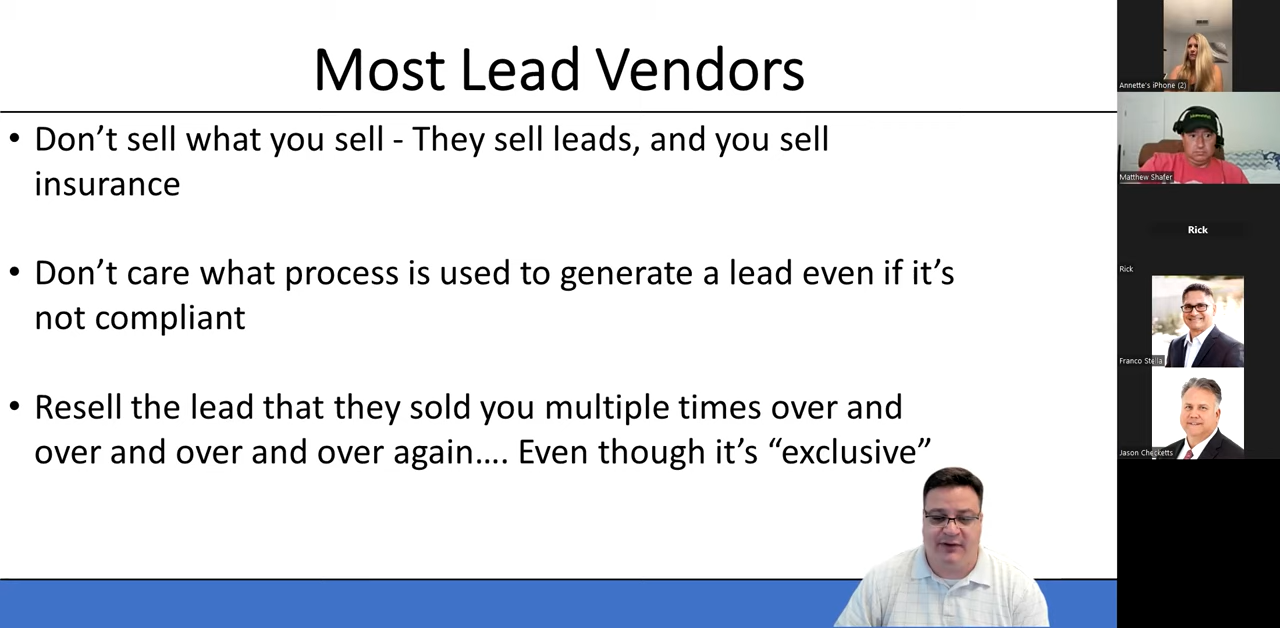 Most Lead Vendors
• Don’t sell what you sell - They sell leads, and you sell
insurance
• Don’t care what process is used to generate a lead even if it’s
not compliant
• Resell the lead that they sold you multiple times over and
over and over and over again…. Even though it’s “exclusive”
Annette's iPhone (2)
Matthew Shafer
Rick
Rick
Franco Stella
Jason Checketts